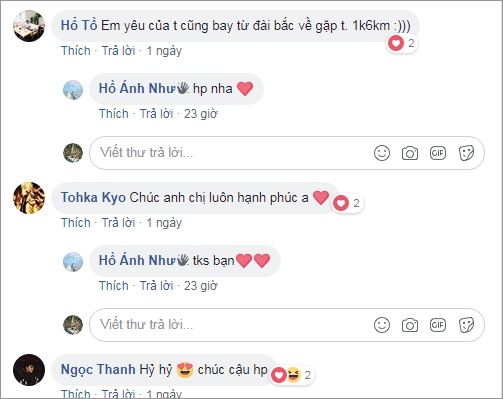 Hổ Tồ Em yêu của t cũng bay từ đài bắc về gặp t. 1k6km :)))
2
Thích · Trả lời · 1 ngày
Hồ Ánh Như hp nha
Thích · Trả lời · 23 giờ
Viết thư trả lời...
GIF
Tohka Kyo Chúc anh chị luôn hạnh phúc a
2
Thích · Trả lời · 1 ngày
Hồ Ánh Như tks bạn
Thích · Trả lời · 23 giờ
Viết thư trả lời...
GIF
Ngọc Thanh Hỷ hỷ chúc cậu hp
2
Thích · Trả lời · 1 ngày